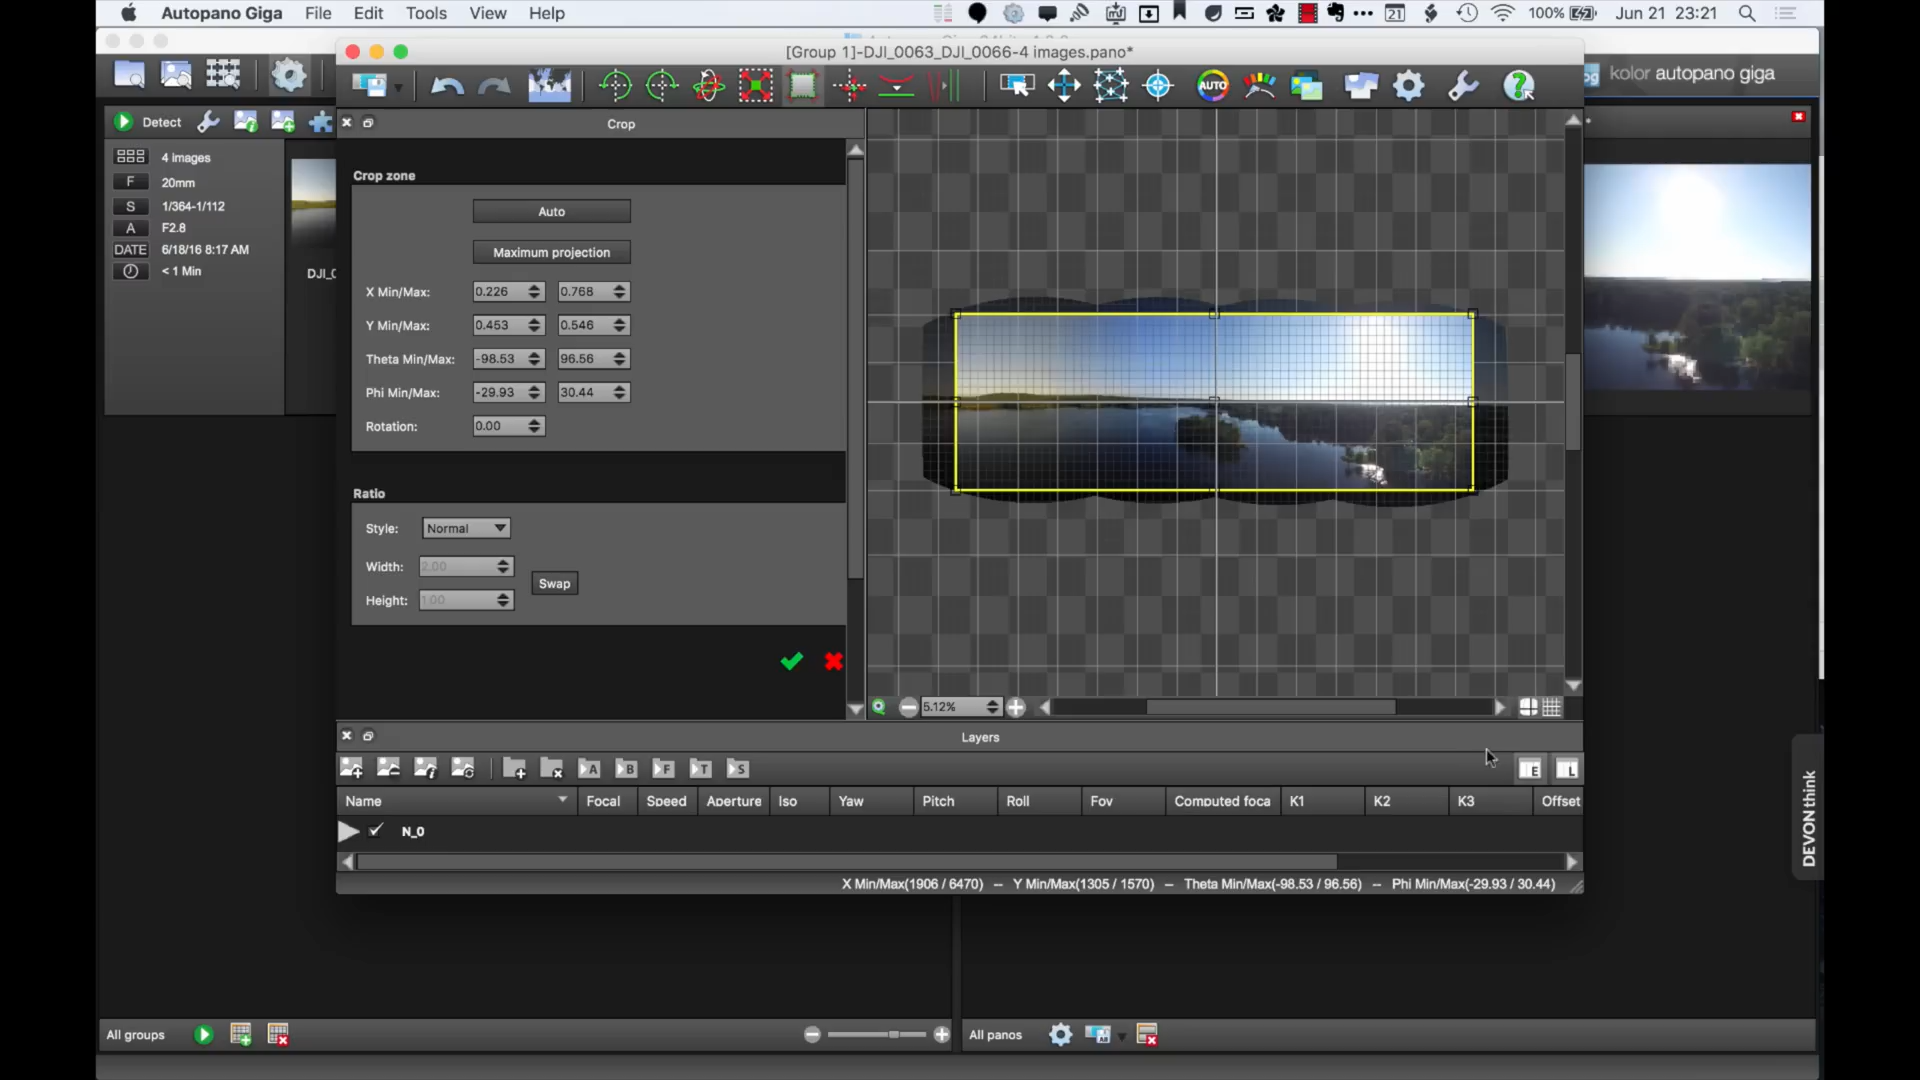 Autopano Giga File Edit Tools View Help
21 100% Jun 21 23:21
[Group 1]-DJI_0063_DJI_0066-4 images.pano*
AUTO
kolor autopano giga
Detect
Crop
4 images
F 20mm
S 1/364-1/112
A F2.8
DATE 6/18/16 8:17 AM
< 1 Min
Crop zone
Auto
Maximum projection
X Min/Max: 0.226 0.768
Y Min/Max: 0.453 0.546
Theta Min/Max: -98.53 96.56
Phi Min/Max: -29.93 30.44
Rotation: 0.00
Ratio
Style: Normal
Width: 2.00
Swap
Height: 1.00
5.12%
Layers
A B F T S
E L
Name Focal Speed Aperture Iso Yaw Pitch Roll Fov Computed foca K1 K2 K3 Offset
N_0
X Min/Max(1906 / 6470) – Y Min/Max(1305 / 1570) – Theta Min/Max(-98.53 / 96.56) – Phi Min/Max(-29.93 / 30.44)
DEVONthink
All groups
All panos